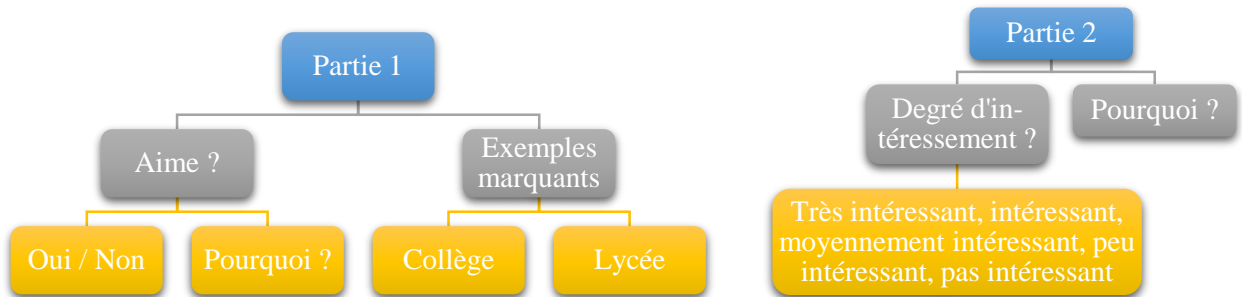 Partie 1
Aime ?
Exemples
marquants
Oui / Non
Pourquoi ?
Collège
Lycée
Partie 2
Degré d'in-
téressement ?
Pourquoi ?
Très intéressant, intéressant,
moyennement intéressant, peu
intéressant, pas intéressant